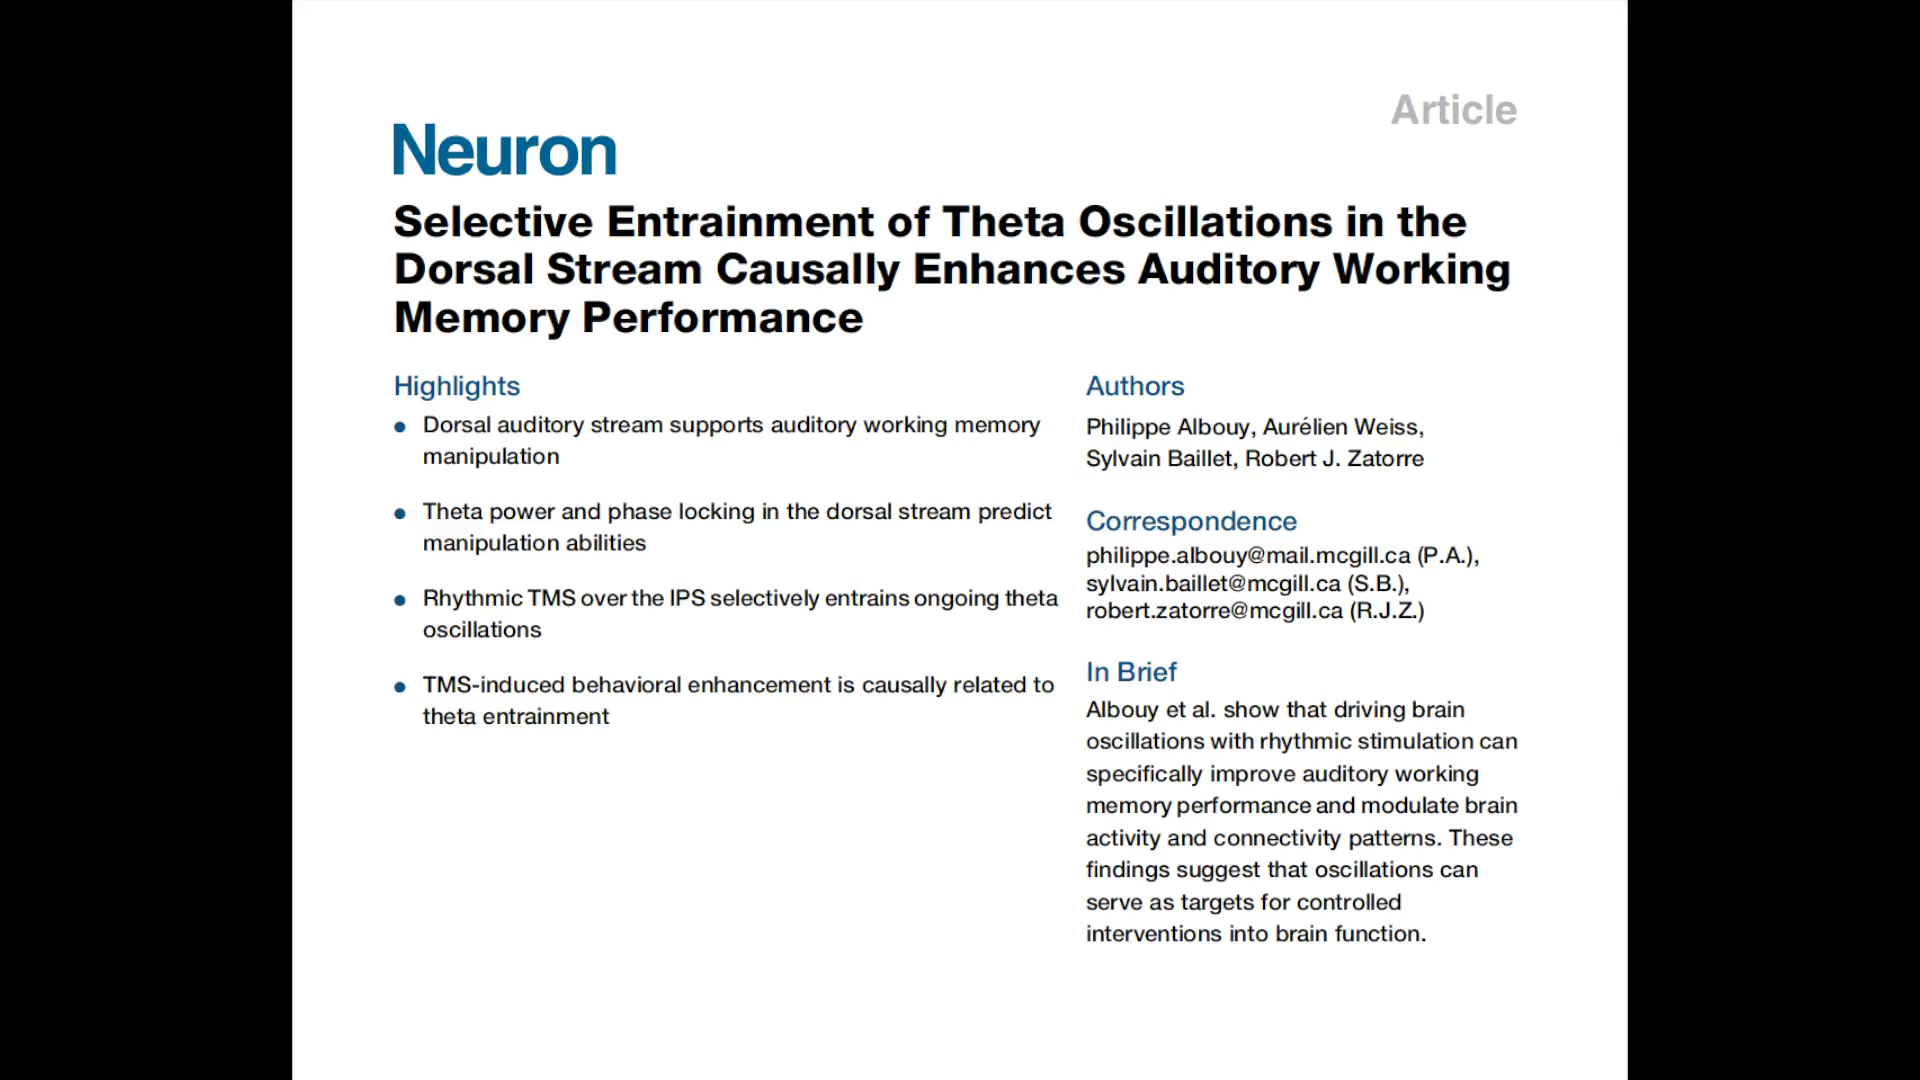 Article
Neuron
Selective Entrainment of Theta Oscillations in the
Dorsal Stream Causally Enhances Auditory Working
Memory Performance
Highlights
• Dorsal auditory stream supports auditory working memory
manipulation
• Theta power and phase locking in the dorsal stream predict
manipulation abilities
• Rhythmic TMS over the IPS selectively entrains ongoing theta
oscillations
• TMS-induced behavioral enhancement is causally related to
theta entrainment
Authors
Philippe Albouy, Aurélien Weiss,
Sylvain Baillet, Robert J. Zatorre
Correspondence
philippe.albouy@mail.mcgill.ca (P.A.),
sylvain.baillet@mcgill.ca (S.B.),
robert.zatorre@mcgill.ca (R.J.Z.)
In Brief
Albouy et al. show that driving brain
oscillations with rhythmic stimulation can
specifically improve auditory working
memory performance and modulate brain
activity and connectivity patterns. These
findings suggest that oscillations can
serve as targets for controlled
interventions into brain function.